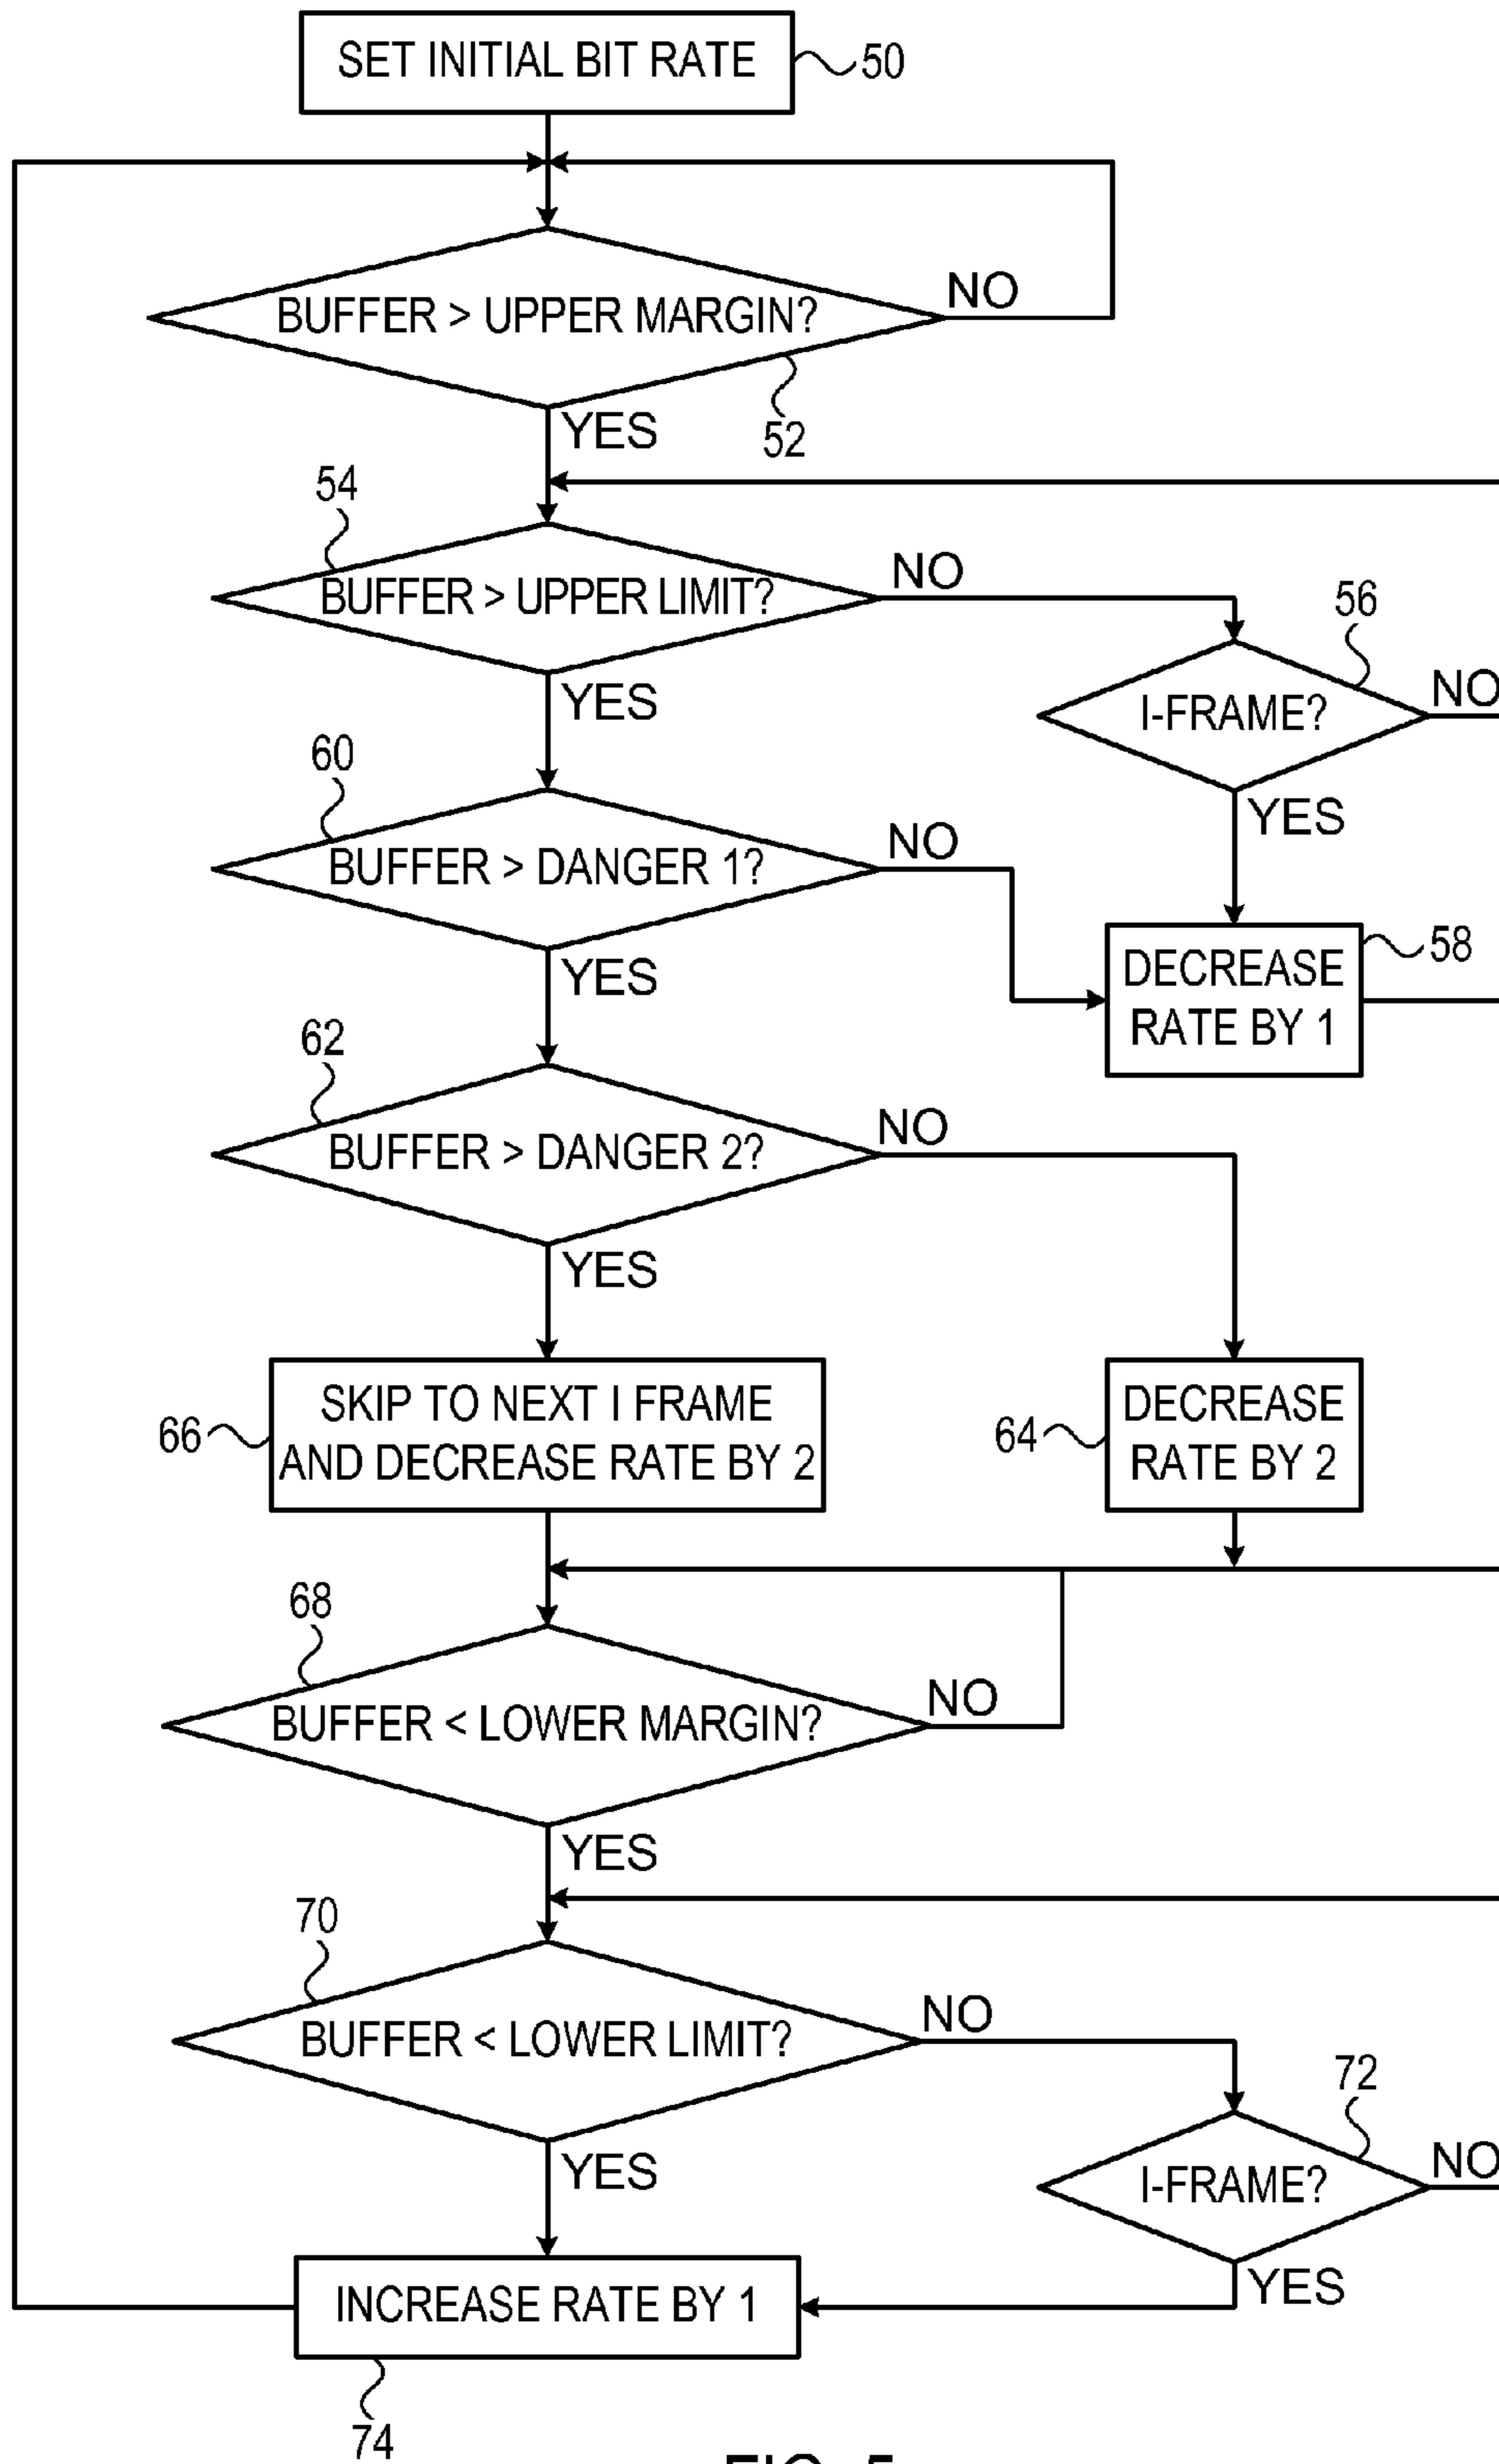 SET INITIAL BIT RATE
50
BUFFER > UPPER MARGIN?
NO
YES
52
54
BUFFER > UPPER LIMIT?
NO
56
YES
I-FRAME?
NO
60
YES
BUFFER > DANGER 1?
NO
YES
DECREASE
RATE BY 1
58
62
BUFFER > DANGER 2?
NO
YES
66
SKIP TO NEXT I FRAME
AND DECREASE RATE BY 2
64
DECREASE
RATE BY 2
68
BUFFER < LOWER MARGIN?
NO
YES
70
BUFFER < LOWER LIMIT?
NO
72
YES
I-FRAME?
NO
YES
INCREASE RATE BY 1
74
FIG. 5